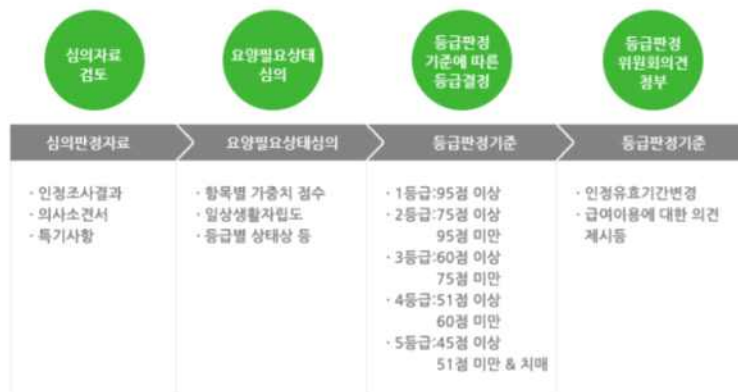 심의자료
검토
요양필요상태
심의
등급판정
기준에 따른
등급결정
등급판정
위원회의견
첨부
심의판정자료
요양필요상태심의
등급판정기준
등급판정기준
· 인정조사결과
· 의사소견서
· 특기사항
· 항목별 가중치 점수
· 일상생활자립도
· 등급별 상태상 등
· 1등급:95점 이상
· 2등급:75점 이상
95점 미만
· 3등급:60점 이상
75점 미만
· 4등급:51점 이상
60점 미만
· 5등급:45점 이상
51점 미만 & 치매
· 인정유효기간변경
· 급여이용에 대한 의견
제시등